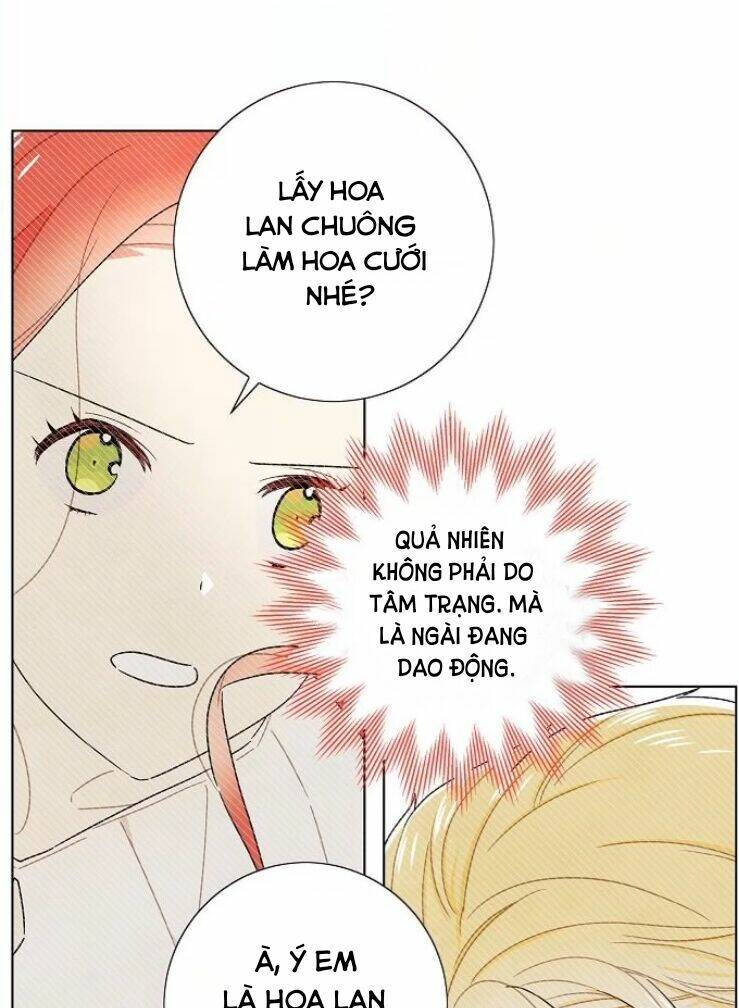 LẤY HOA
LAN CHUÔNG
LÀM HOA CƯỚI
NHÉ?
QUẢ NHIÊN
KHÔNG PHẢI DO
TÂM TRẠNG. MÀ
LÀ NGÀI ĐANG
DAO ĐỘNG.
À, Ý EM
LÀ HOA LAN